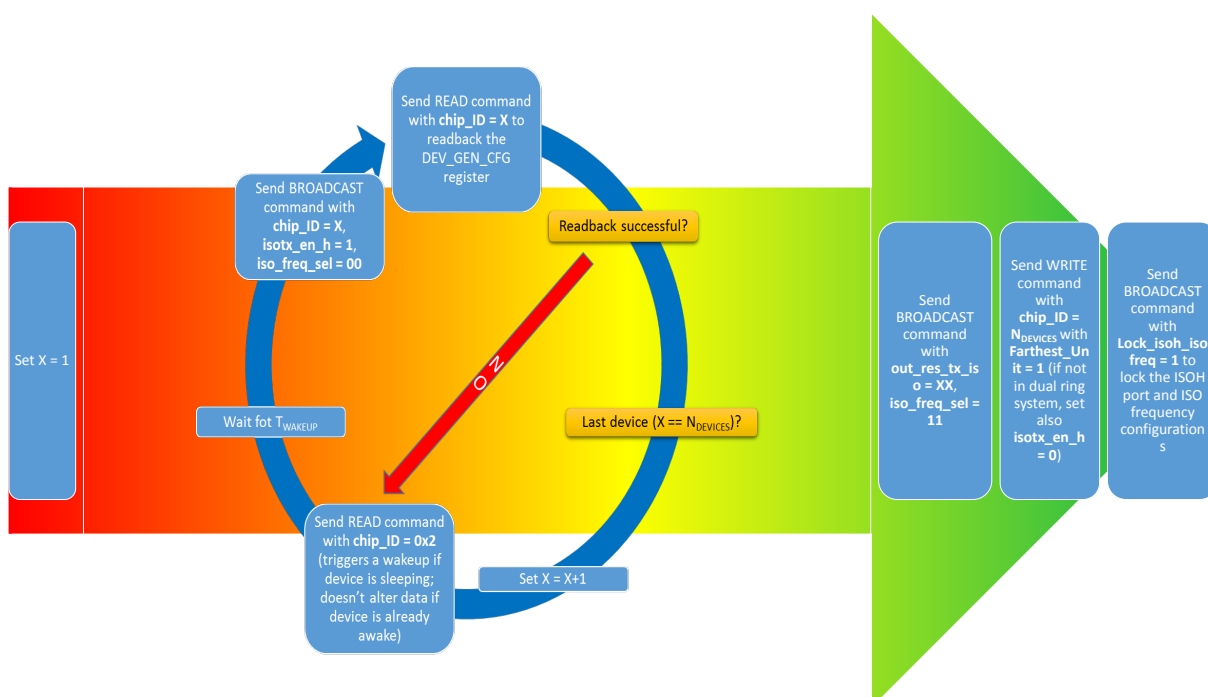 Set X = 1
Send READ command
with chip_ID = X to
readback the
DEV_GEN_CFG
register
Send BROADCAST
command with
chip_ID = X,
isotx_en_h = 1,
iso_freq_sel = 00
Readback successful?
NO
Wait fot TWAKEUP
Last device (X == NDEVICES)?
Send READ command
with chip_ID = 0x2
(triggers a wakeup if
device is sleeping;
doesn't alter data if
device is already
awake)
Set X = X+1
Send
BROADCAST
command
with
out_res_tx_is
o = XX,
iso_freq_sel =
11
Send WRITE
command
with
chip_ID =
NDEVICES with
Farthest_Un
it = 1 (if not
in dual ring
system, set
also
isotx_en_h
= 0)
Send
BROADCAST
command
with
Lock_isoh_iso
freq = 1 to
lock the ISOH
port and ISO
frequency
configuration
s